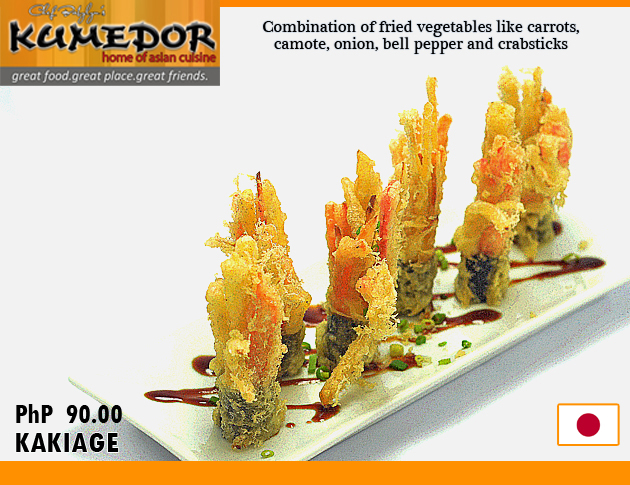 KUMEDOR
home of asian cuisine
great food.great place.great friends.
Combination of fried vegetables like carrots,
camote, onion, bell pepper and crabsticks
PhP 90.00
KAKIAGE